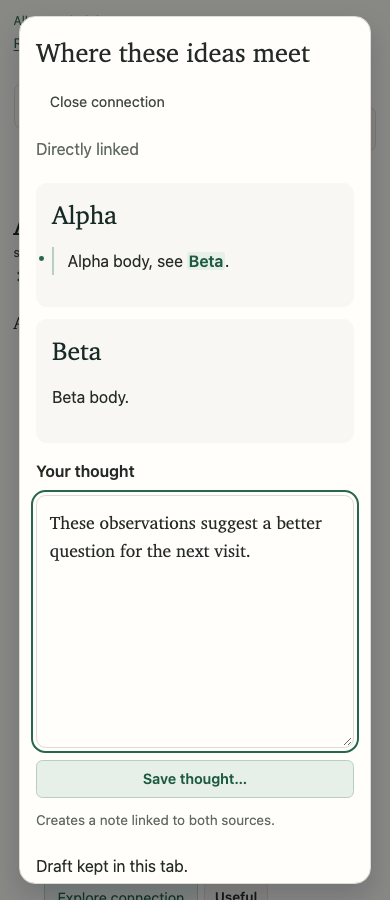 Where these ideas meet
Close connection
Directly linked
Alpha
Alpha body, see Beta.
Beta
Beta body.
Your thought
These observations suggest a better
question for the next visit.
Save thought...
Creates a note linked to both sources.
Draft kept in this tab.
Explore connection
Useful